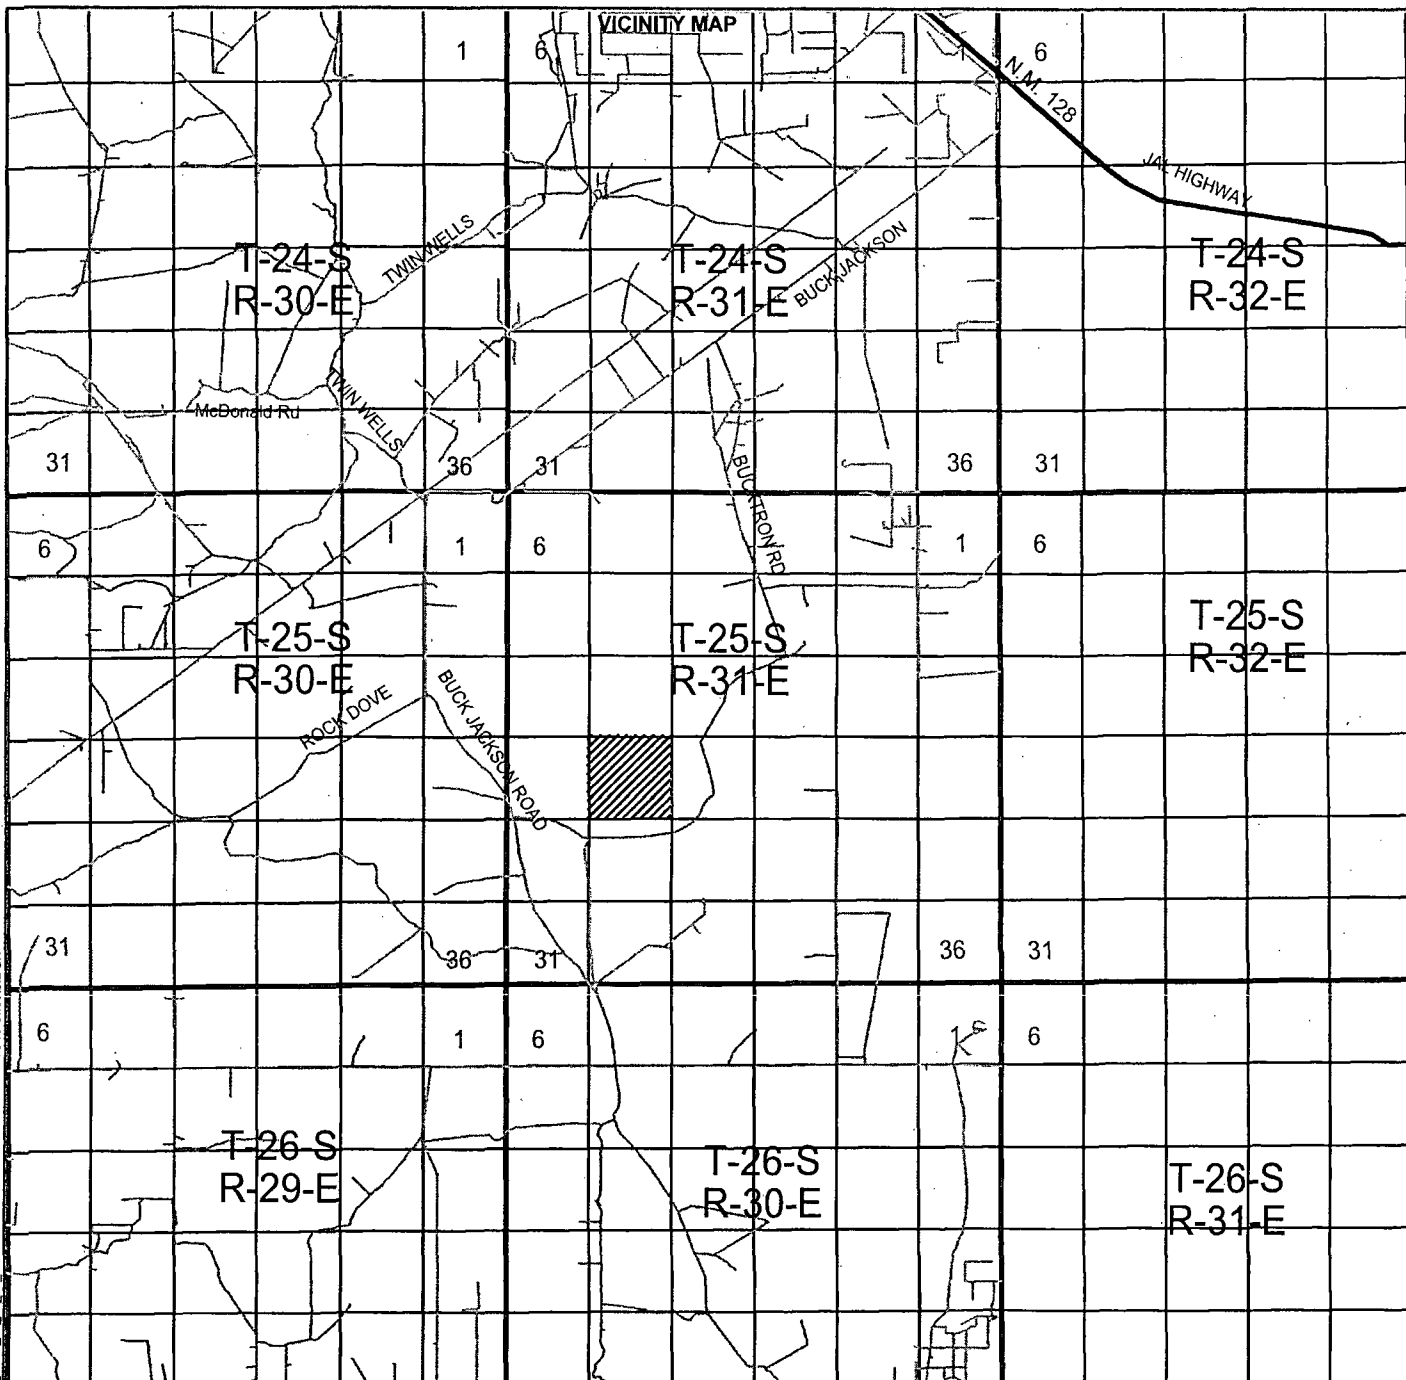 VICINITY MAP
1
6
1
6
N.M. 128
JAL HIGHWAY
TWIN WELLS
BUCK JACKSON
T-24-S
R-30-E
T-24-S
R-31-E
T-24-S
R-32-E
McDonald Rd
TWIN WELLS
31
36
31
36
31
BUCKTRON RD
6
1
6
1
6
T-25-S
R-30-E
T-25-S
R-31-E
T-25-S
R-32-E
ROCK DOVE
BUCK JACKSON ROAD
31
36
31
36
31
6
1
6
1
6
T-26-S
R-29-E
T-26-S
R-30-E
T-26-S
R-31-E